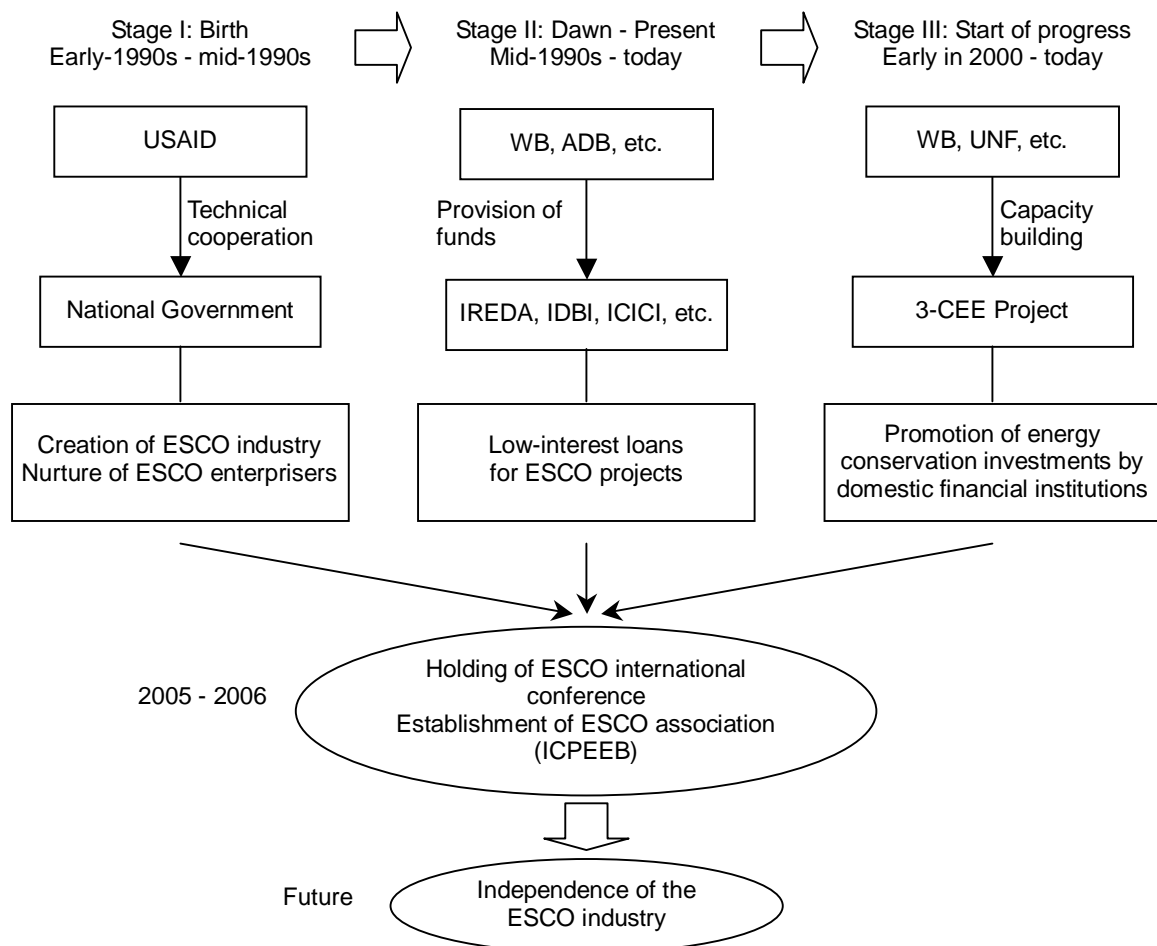 Stage I: Birth
Early-1990s - mid-1990s
Stage II: Dawn - Present
Mid-1990s - today
Stage III: Start of progress
Early in 2000 - today
USAID
WB, ADB, etc.
WB, UNF, etc.
Technical
cooperation
Provision of
funds
Capacity
building
National Government
IREDA, IDBI, ICICI, etc.
3-CEE Project
Creation of ESCO industry
Nurture of ESCO enterprisers
Low-interest loans
for ESCO projects
Promotion of energy
conservation investments by
domestic financial institutions
2005 - 2006
Holding of ESCO international
conference
Establishment of ESCO association
(ICPEEB)
Future
Independence of the
ESCO industry